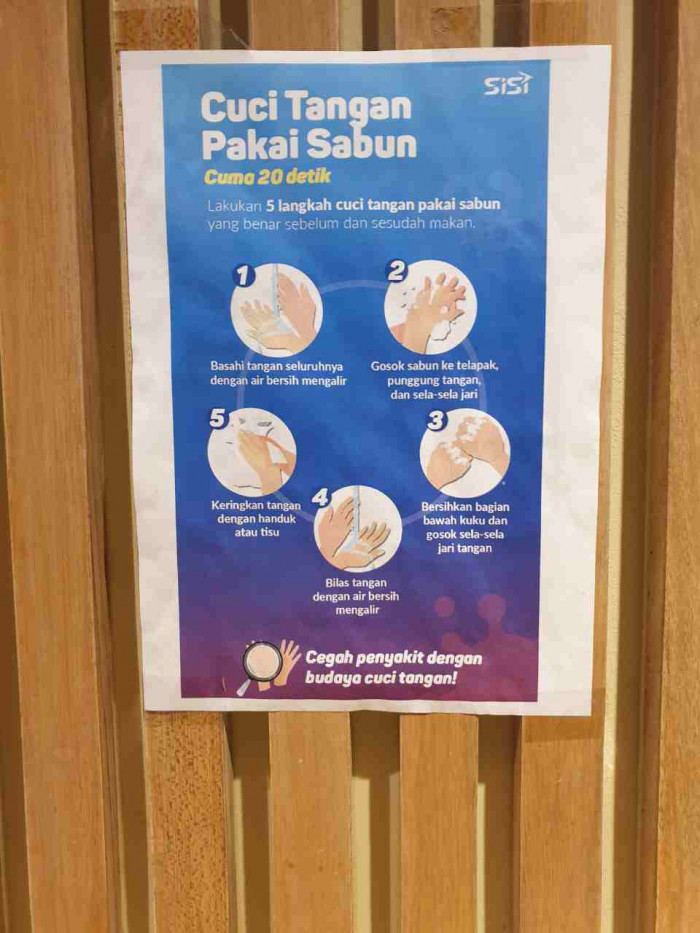 SISI
Cuci Tangan
Pakai Sabun
Cuma 20 detik
Lakukan 5 langkah cuci tangan pakai sabun
yang benar sebelum dan sesudah makan.
1
Basahi tangan seluruhnya
dengan air bersih mengalir
2
Gosok sabun ke telapak,
punggung tangan,
dan sela-sela jari
3
Bersihkan bagian
bawah kuku dan
gosok sela-sela
jari tangan
4
Bilas tangan
dengan air bersih
mengalir
5
Keringkan tangan
dengan handuk
atau tisu
Cegah penyakit dengan
budaya cuci tangan!